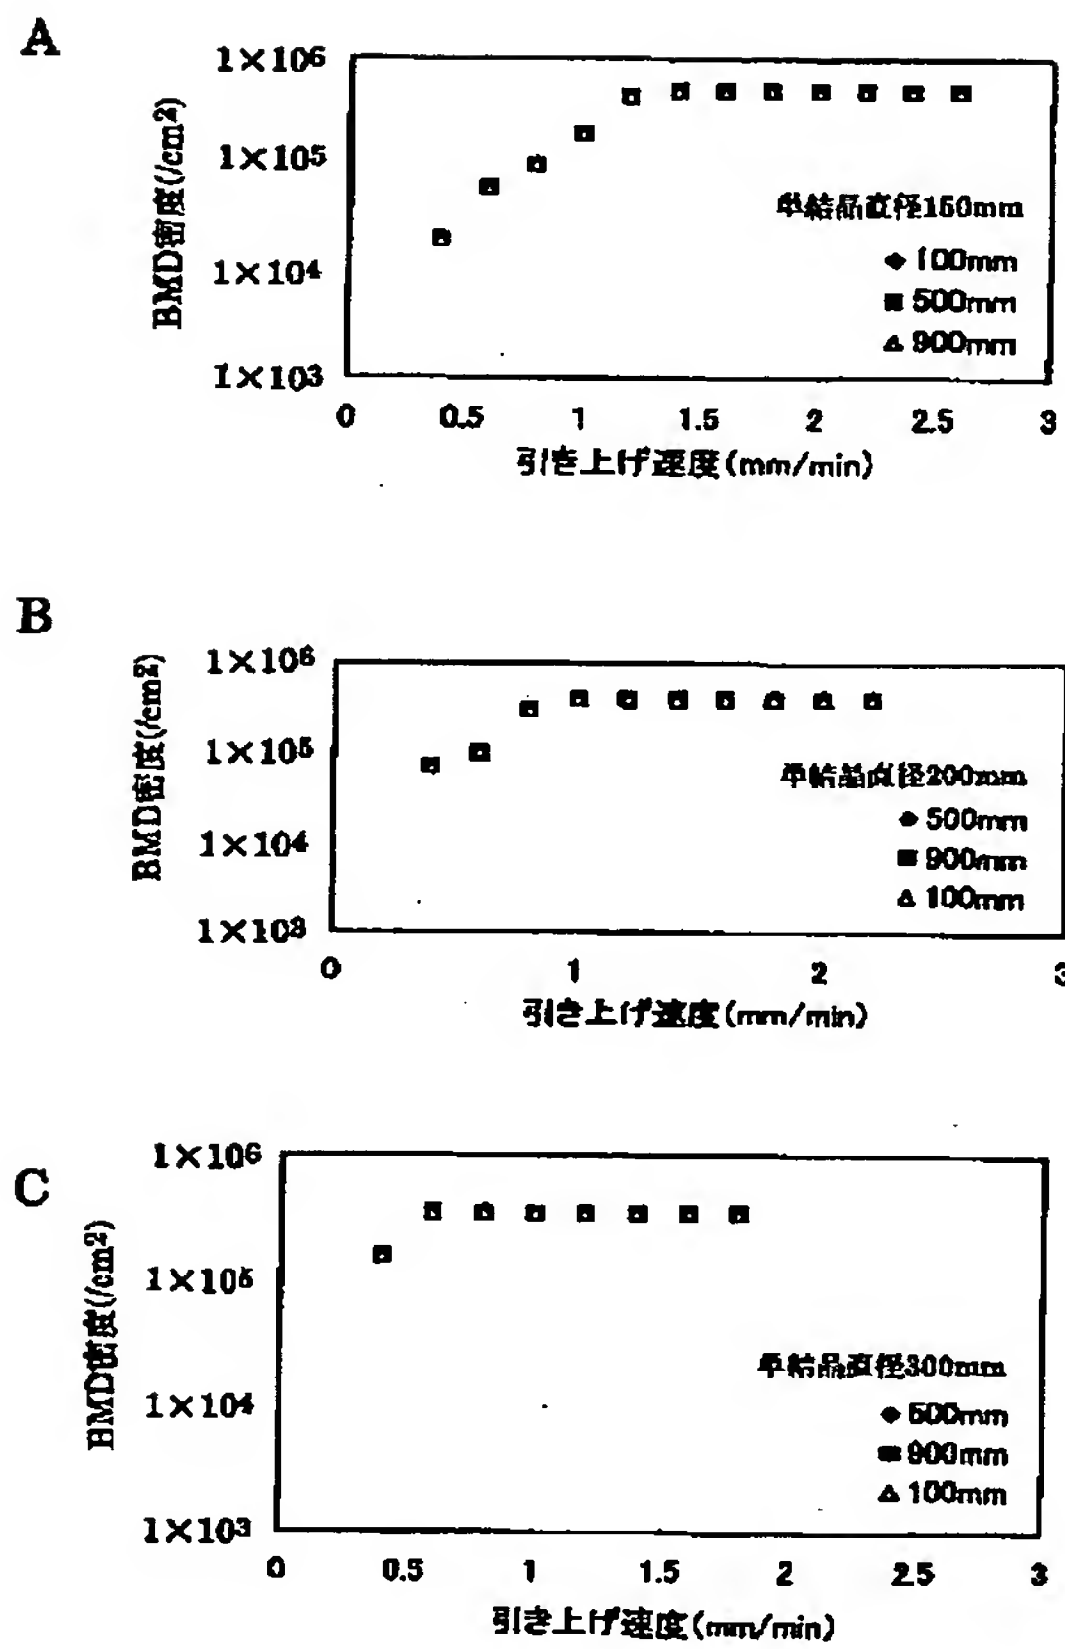 A
1×10⁶
1×10⁵
1×10⁴
1×10³
BMD密度(/cm²)
単結晶直径150mm
◆ 100mm
■ 500mm
△ 900mm
0 0.5 1 1.5 2 2.5 3
引き上げ速度(mm/min)
B
1×10⁶
1×10⁵
1×10⁴
1×10³
BMD密度(/cm²)
単結晶直径200mm
◆ 500mm
■ 900mm
△ 100mm
0 1 2 3
引き上げ速度(mm/min)
C
1×10⁶
1×10⁵
1×10⁴
1×10³
BMD密度(/cm²)
単結晶直径300mm
◆ 500mm
■ 900mm
△ 100mm
0 0.5 1 1.5 2 2.5 3
引き上げ速度(mm/min)